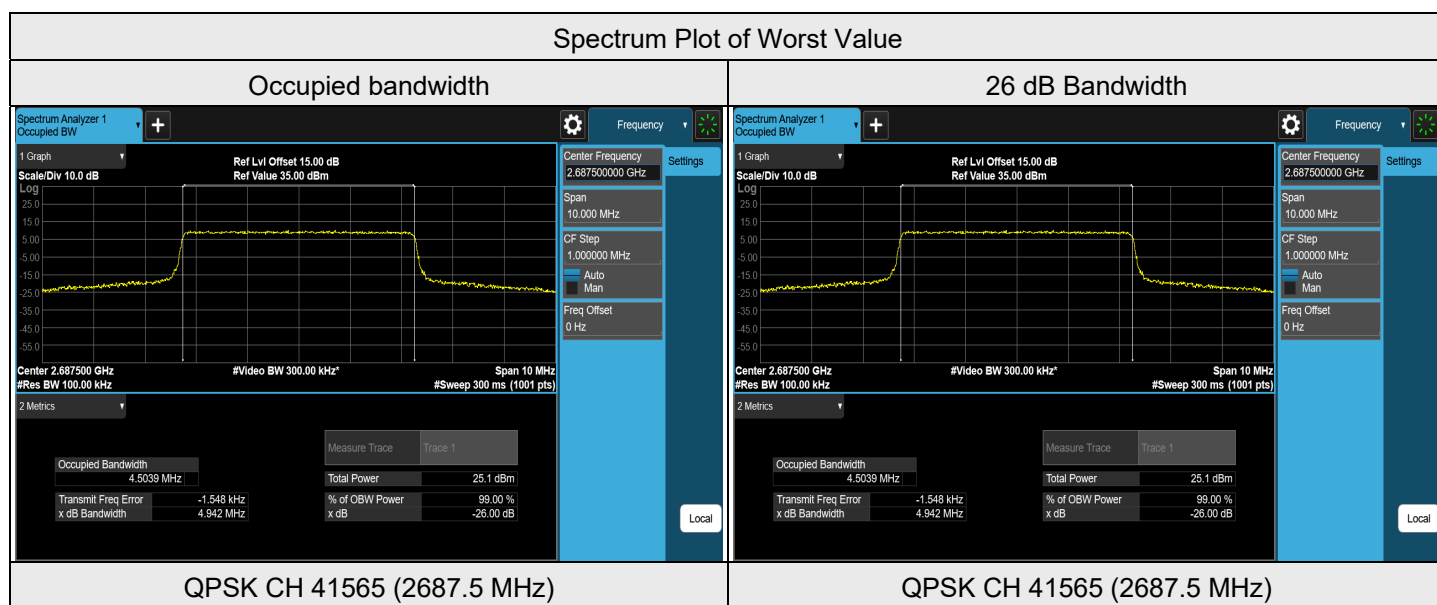 Spectrum Plot of Worst Value
Occupied bandwidth
26 dB Bandwidth
Spectrum Analyzer 1
Occupied BW
+
Frequency
1 Graph
Ref Lvl Offset 15.00 dB
Scale/Div 10.0 dB
Ref Value 35.00 dBm
Log
25.0
15.0
5.00
-5.00
-15.0
-25.0
-35.0
-45.0
-55.0
Center 2.687500 GHz
#Video BW 300.00 kHz*
Span 10 MHz
#Res BW 100.00 kHz
#Sweep 300 ms (1001 pts)
Center Frequency
2.687500000 GHz
Settings
Span
10.000 MHz
CF Step
1.000000 MHz
Auto
Man
Freq Offset
0 Hz
2 Metrics
Measure Trace Trace 1
Occupied Bandwidth
4.5039 MHz
Total Power 25.1 dBm
Transmit Freq Error -1.548 kHz
% of OBW Power 99.00 %
x dB Bandwidth 4.942 MHz
x dB -26.00 dB
Local
Spectrum Analyzer 1
Occupied BW
+
Frequency
1 Graph
Ref Lvl Offset 15.00 dB
Scale/Div 10.0 dB
Ref Value 35.00 dBm
Log
25.0
15.0
5.00
-5.00
-15.0
-25.0
-35.0
-45.0
-55.0
Center 2.687500 GHz
#Video BW 300.00 kHz*
Span 10 MHz
#Res BW 100.00 kHz
#Sweep 300 ms (1001 pts)
Center Frequency
2.687500000 GHz
Settings
Span
10.000 MHz
CF Step
1.000000 MHz
Auto
Man
Freq Offset
0 Hz
2 Metrics
Measure Trace Trace 1
Occupied Bandwidth
4.5039 MHz
Total Power 25.1 dBm
Transmit Freq Error -1.548 kHz
% of OBW Power 99.00 %
x dB Bandwidth 4.942 MHz
x dB -26.00 dB
Local
QPSK CH 41565 (2687.5 MHz)
QPSK CH 41565 (2687.5 MHz)